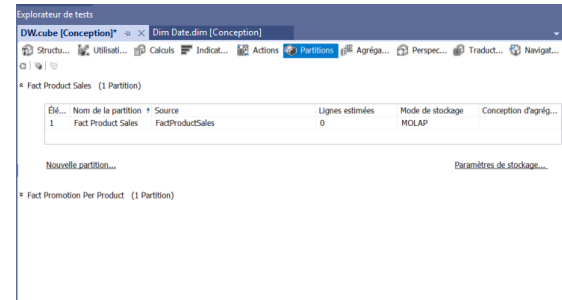 Explorateur de tests
DW.cube [Conception]* Dim Date.dim [Conception]
Structu... Utilisati... Calculs Indicat... Actions Partitions Agréga... Perspec... Traduct... Navigat...
Fact Product Sales (1 Partition)
Élé... Nom de la partition Source Lignes estimées Mode de stockage Conception d'agrég...
1 Fact Product Sales FactProductSales 0 MOLAP
Nouvelle partition... Paramètres de stockage...
Fact Promotion Per Product (1 Partition)